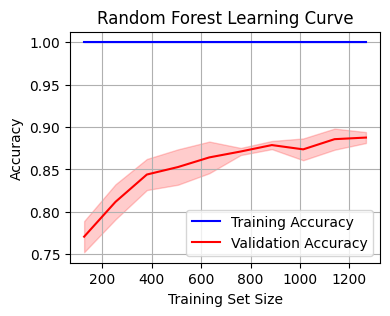 Random Forest Learning Curve
Accuracy
1.00
0.95
0.90
0.85
0.80
0.75
Training Accuracy
Validation Accuracy
200 400 600 800 1000 1200
Training Set Size